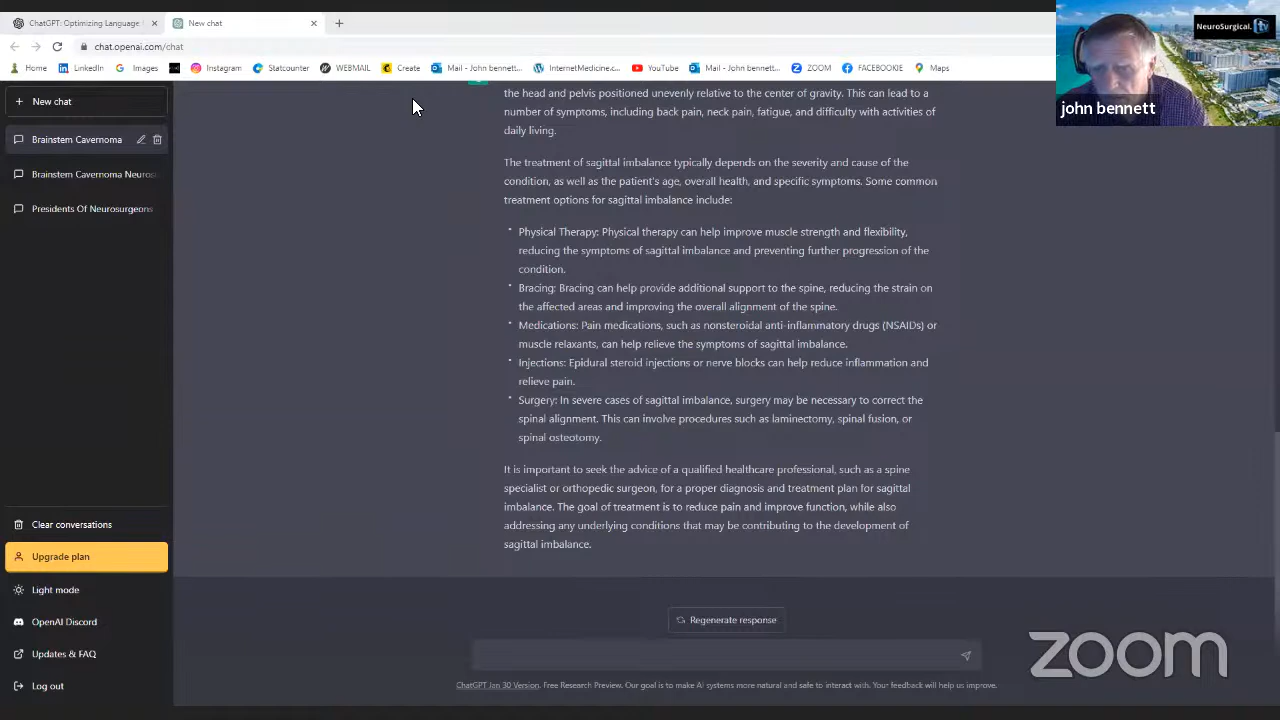 ChatGPT: Optimizing Language
New chat
chat.openai.com/chat
Home
LinkedIn
Images
Instagram
Statcounter
WEBMAIL
Create
Mail - John bennett...
InternetMedicine.c...
YouTube
Mail - John bennett...
ZOOM
FACEBOOKIE
Maps
NeuroSurgical.tv
john bennett
New chat
Brainstem Cavernoma
Brainstem Cavernoma Neuros
Presidents Of Neurosurgeons
Clear conversations
Upgrade plan
Light mode
OpenAI Discord
Updates & FAQ
Log out
the head and pelvis positioned unevenly relative to the center of gravity. This can lead to a
number of symptoms, including back pain, neck pain, fatigue, and difficulty with activities of
daily living.
The treatment of sagittal imbalance typically depends on the severity and cause of the
condition, as well as the patient's age, overall health, and specific symptoms. Some common
treatment options for sagittal imbalance include:
• Physical Therapy: Physical therapy can help improve muscle strength and flexibility,
reducing the symptoms of sagittal imbalance and preventing further progression of the
condition.
• Bracing: Bracing can help provide additional support to the spine, reducing the strain on
the affected areas and improving the overall alignment of the spine.
• Medications: Pain medications, such as nonsteroidal anti-inflammatory drugs (NSAIDs) or
muscle relaxants, can help relieve the symptoms of sagittal imbalance.
• Injections: Epidural steroid injections or nerve blocks can help reduce inflammation and
relieve pain.
• Surgery: In severe cases of sagittal imbalance, surgery may be necessary to correct the
spinal alignment. This can involve procedures such as laminectomy, spinal fusion, or
spinal osteotomy.
It is important to seek the advice of a qualified healthcare professional, such as a spine
specialist or orthopedic surgeon, for a proper diagnosis and treatment plan for sagittal
imbalance. The goal of treatment is to reduce pain and improve function, while also
addressing any underlying conditions that may be contributing to the development of
sagittal imbalance.
Regenerate response
ChatGPT Jan 30 Version. Free Research Preview. Our goal is to make AI systems more natural and safe to interact with. Your feedback will help us improve.
zoom